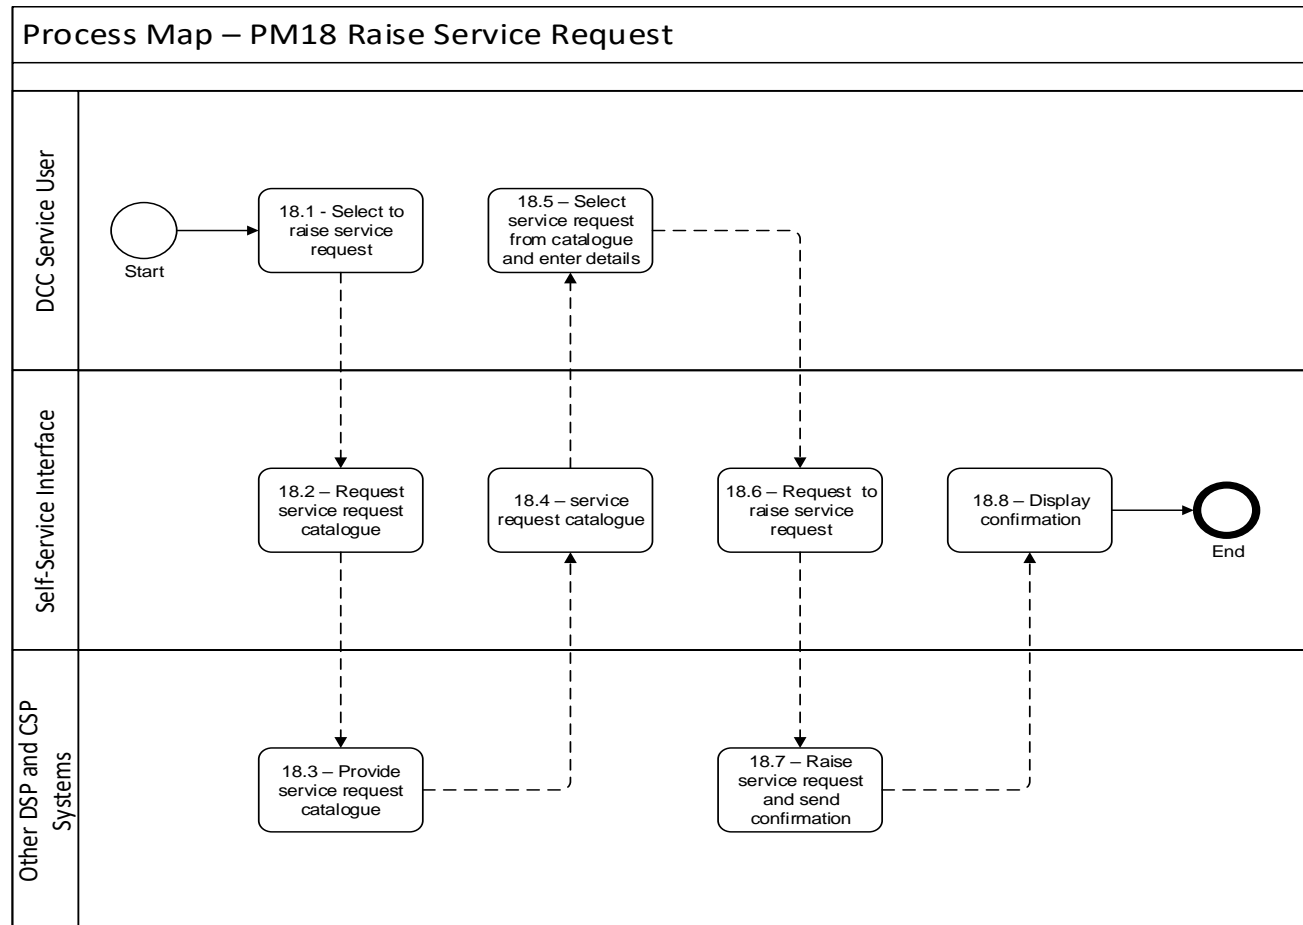 Process Map – PM18 Raise Service Request
DCC Service User
Start
18.1 - Select to
raise service
request
18.5 – Select
service request
from catalogue
and enter details
Self-Service Interface
18.2 – Request
service request
catalogue
18.4 – service
request catalogue
18.6 – Request  to
raise service
request
18.8 – Display
confirmation
End
Other DSP and CSP
Systems
18.3 – Provide
service request
catalogue
18.7 – Raise
service request
and send
confirmation